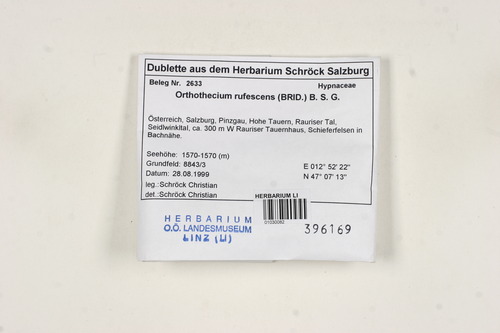 Dublette aus dem Herbarium Schröck Salzburg
Beleg Nr. 2633 Hypnaceae
Orthothecium rufescens (BRID.) B. S. G.
Österreich, Salzburg, Pinzgau, Hohe Tauern, Rauriser Tal,
Seidlwinkltal, ca. 300 m W Rauriser Tauernhaus, Schieferfelsen in
Bachnähe.
Seehöhe: 1570-1570 (m) E 012° 52' 22"
Grundfeld: 8843/3 N 47° 07' 13"
Datum: 28.08.1999
leg.:Schröck Christian
det.:Schröck Christian
HERBARIUM LI
01030062
396169
HERBARIUM
O.Ö. LANDESMUSEUM
LINZ (LI)